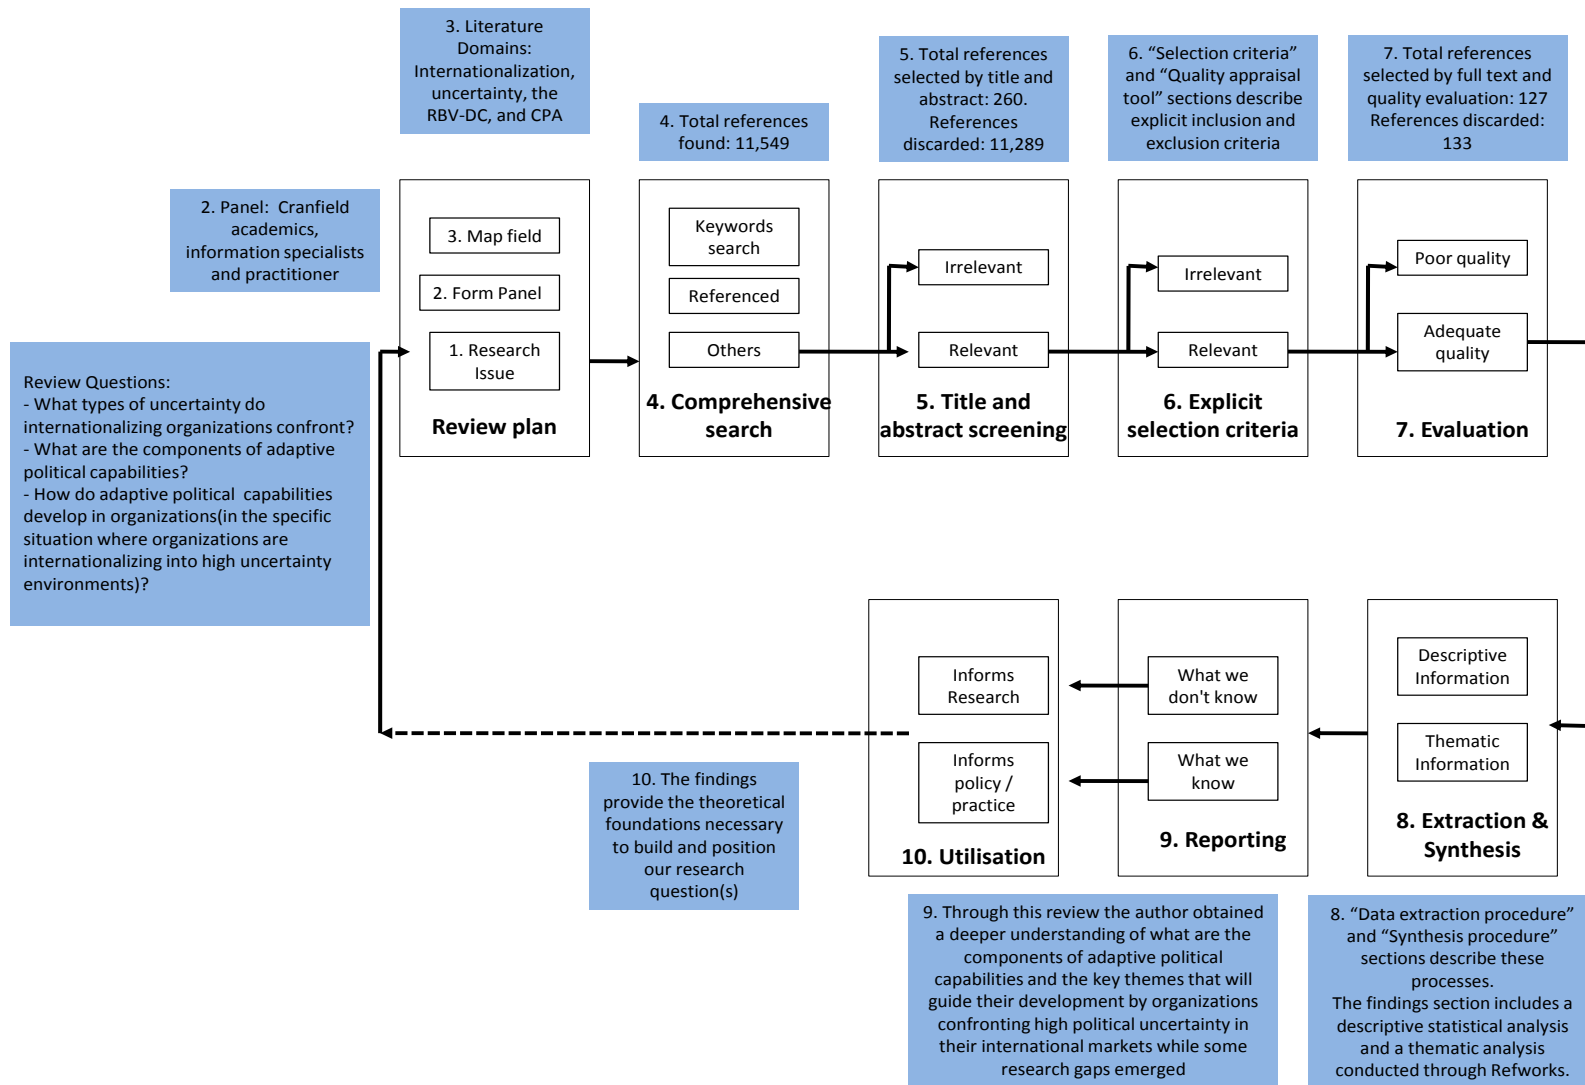 3. Literature
Domains:
Internationalization,
uncertainty, the
RBV-DC, and CPA
4. Total references
found: 11,549
5. Total references
selected by title and
abstract: 260.
References
discarded: 11,289
6. “Selection criteria”
and “Quality appraisal
tool” sections describe
explicit inclusion and
exclusion criteria
7. Total references
selected by full text and
quality evaluation: 127
References discarded:
133
2. Panel:  Cranfield
academics,
information specialists
and practitioner
Review Questions:
- What types of uncertainty do
internationalizing organizations confront?
- What are the components of adaptive
political capabilities?
- How do adaptive political  capabilities
develop in organizations(in the specific
situation where organizations are
internationalizing into high uncertainty
environments)?
3. Map field
2. Form Panel
1. Research
Issue
Review plan
Keywords
search
Referenced
Others
4. Comprehensive
search
Irrelevant
Relevant
5. Title and
abstract screening
Irrelevant
Relevant
6. Explicit
selection criteria
Poor quality
Adequate
quality
7. Evaluation
Descriptive
Information
Thematic
Information
8. Extraction &
Synthesis
What we
don't know
What we
know
9. Reporting
Informs
Research
Informs
policy /
practice
10. Utilisation
10. The findings
provide the theoretical
foundations necessary
to build and position
our research
question(s)
9. Through this review the author obtained
a deeper understanding of what are the
components of adaptive political
capabilities and the key themes that will
guide their development by organizations
confronting high political uncertainty in
their international markets while some
research gaps emerged
8. “Data extraction procedure”
and “Synthesis procedure”
sections describe these
processes.
The findings section includes a
descriptive statistical analysis
and a thematic analysis
conducted through Refworks.